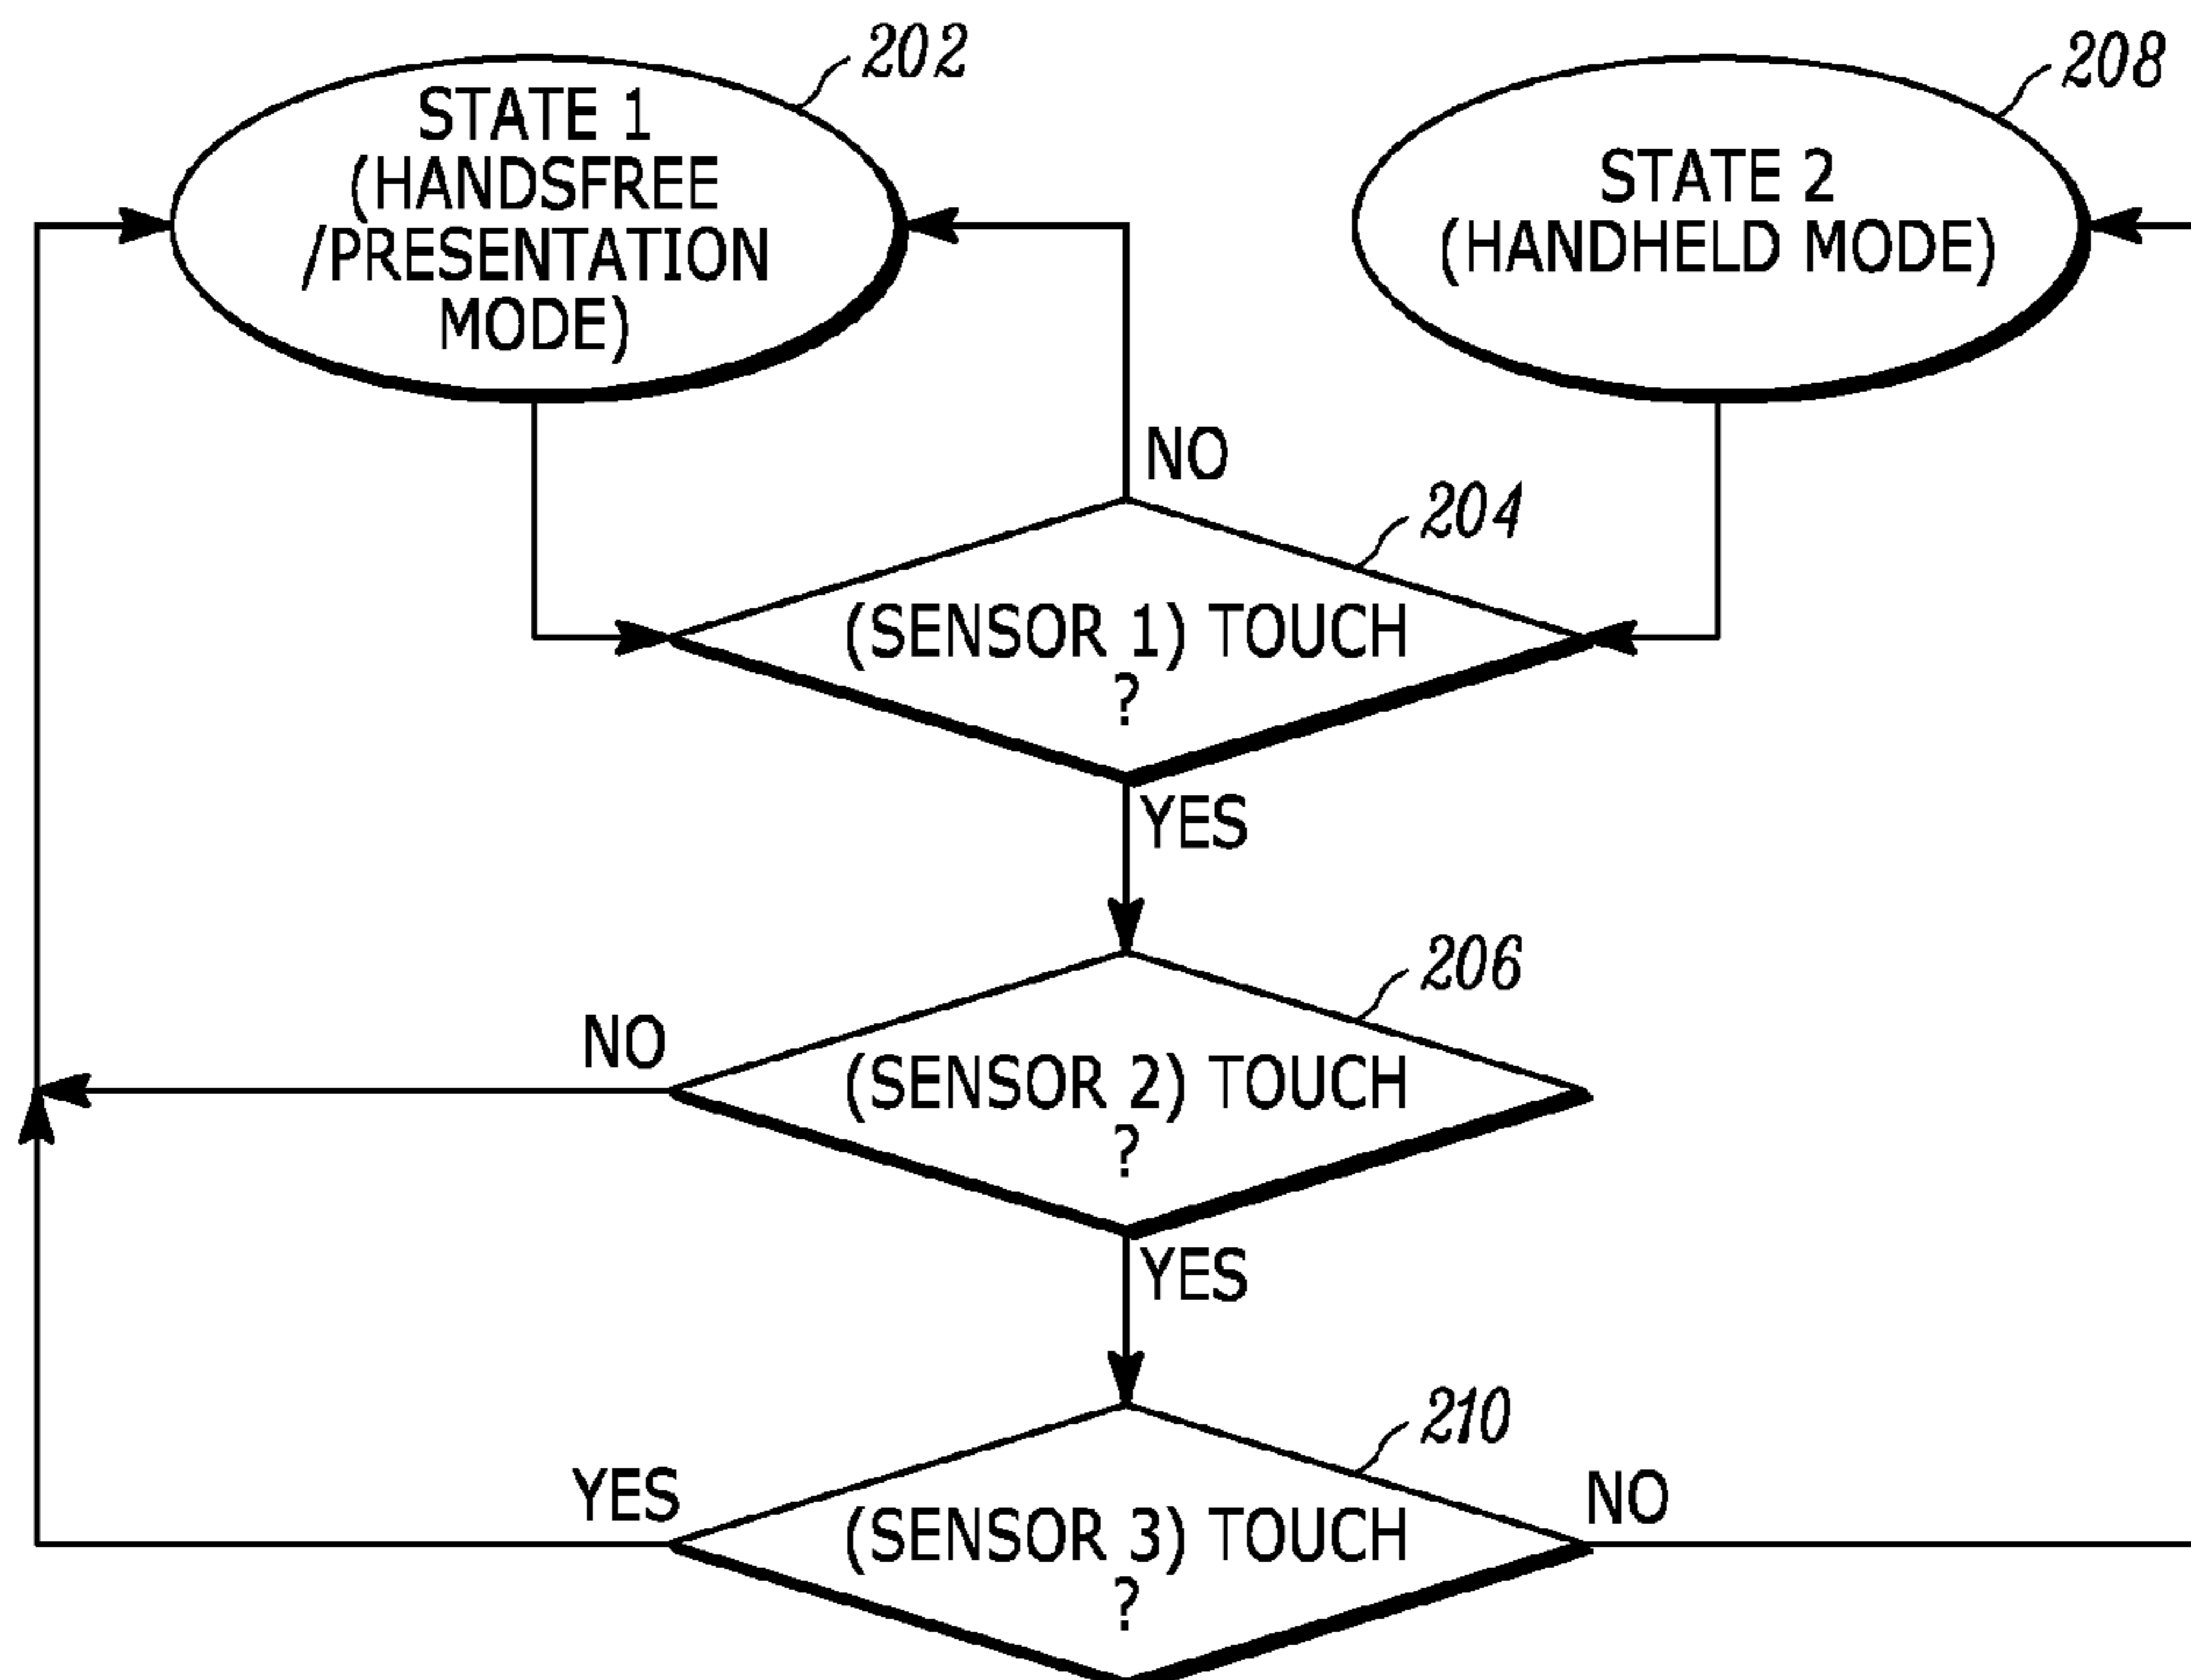 202
STATE 1
(HANDSFREE
/PRESENTATION
MODE)
208
STATE 2
(HANDHELD MODE)
NO
204
(SENSOR 1) TOUCH
?
YES
206
NO
(SENSOR 2) TOUCH
?
YES
210
YES
(SENSOR 3) TOUCH
?
NO